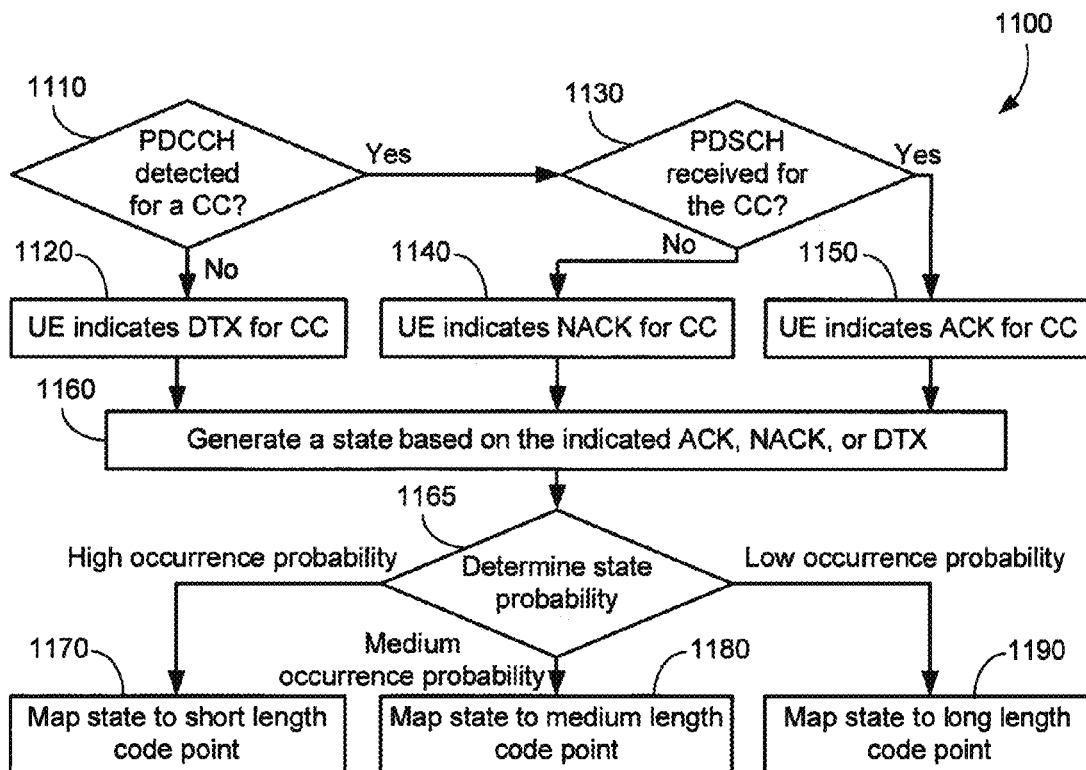 1100
1110
PDCCH
detected
for a CC?
Yes
1130
PDSCH
received for
the CC?
Yes
No
No
1120
UE indicates DTX for CC
1140
UE indicates NACK for CC
1150
UE indicates ACK for CC
1160
Generate a state based on the indicated ACK, NACK, or DTX
1165
Determine state
probability
High occurrence probability
Low occurrence probability
Medium
occurrence probability
1170
Map state to short length
code point
1180
Map state to medium length
code point
1190
Map state to long length
code point